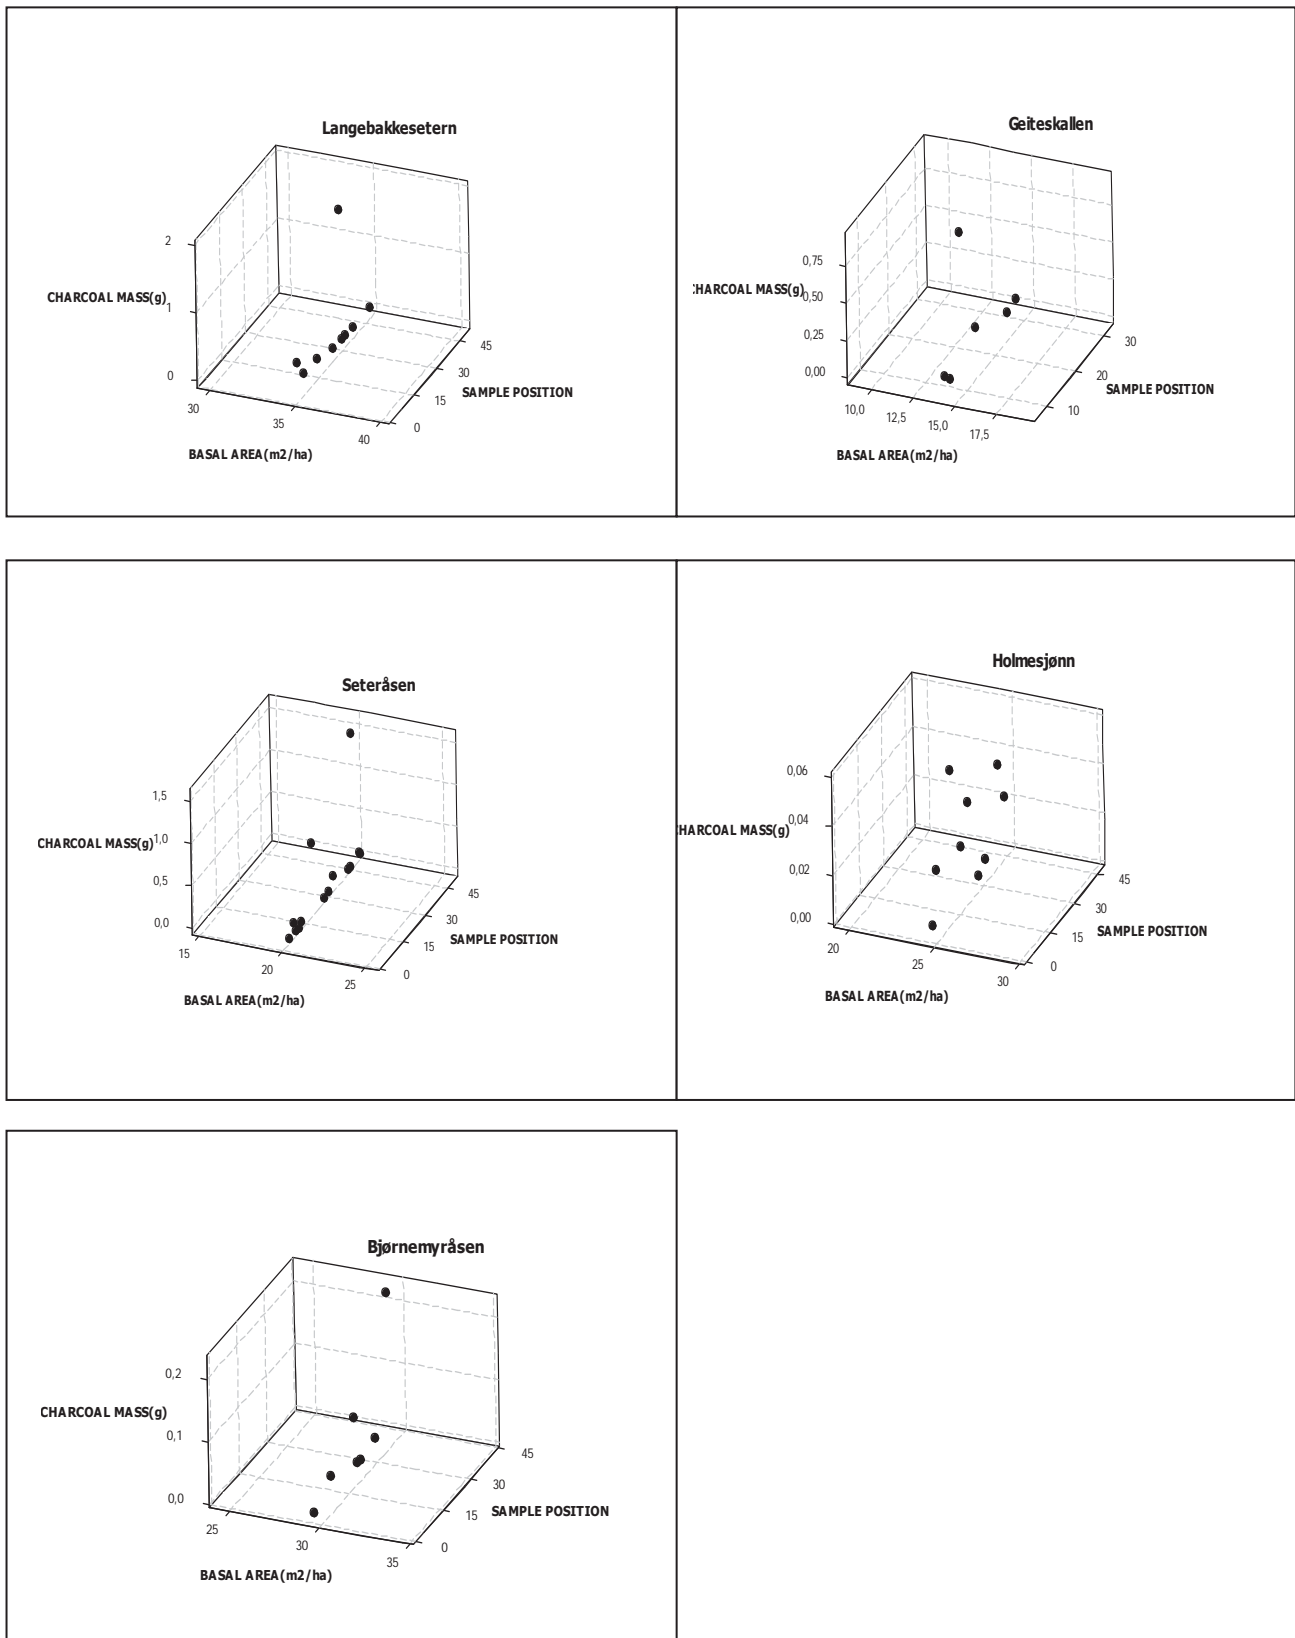 Langebakkesetern
2
CHARCOAL MASS(g)
1
0
30
35
40
0
15
30
45
SAMPLE POSITION
BASAL AREA(m2/ha)
Geiteskallen
0,75
CHARCOAL MASS(g)
0,50
0,25
0,00
10,0
12,5
15,0
17,5
10
20
30
SAMPLE POSITION
BASAL AREA(m2/ha)
Seteråsen
1,5
CHARCOAL MASS(g)
1,0
0,5
0,0
15
20
25
0
15
30
45
SAMPLE POSITION
BASAL AREA(m2/ha)
Holmesjønn
0,06
0,04
CHARCOAL MASS(g)
0,02
0,00
20
25
30
0
15
30
45
SAMPLE POSITION
BASAL AREA(m2/ha)
Bjørnemyråsen
0,2
CHARCOAL MASS(g)
0,1
0,0
25
30
35
0
15
30
45
SAMPLE POSITION
BASAL AREA(m2/ha)